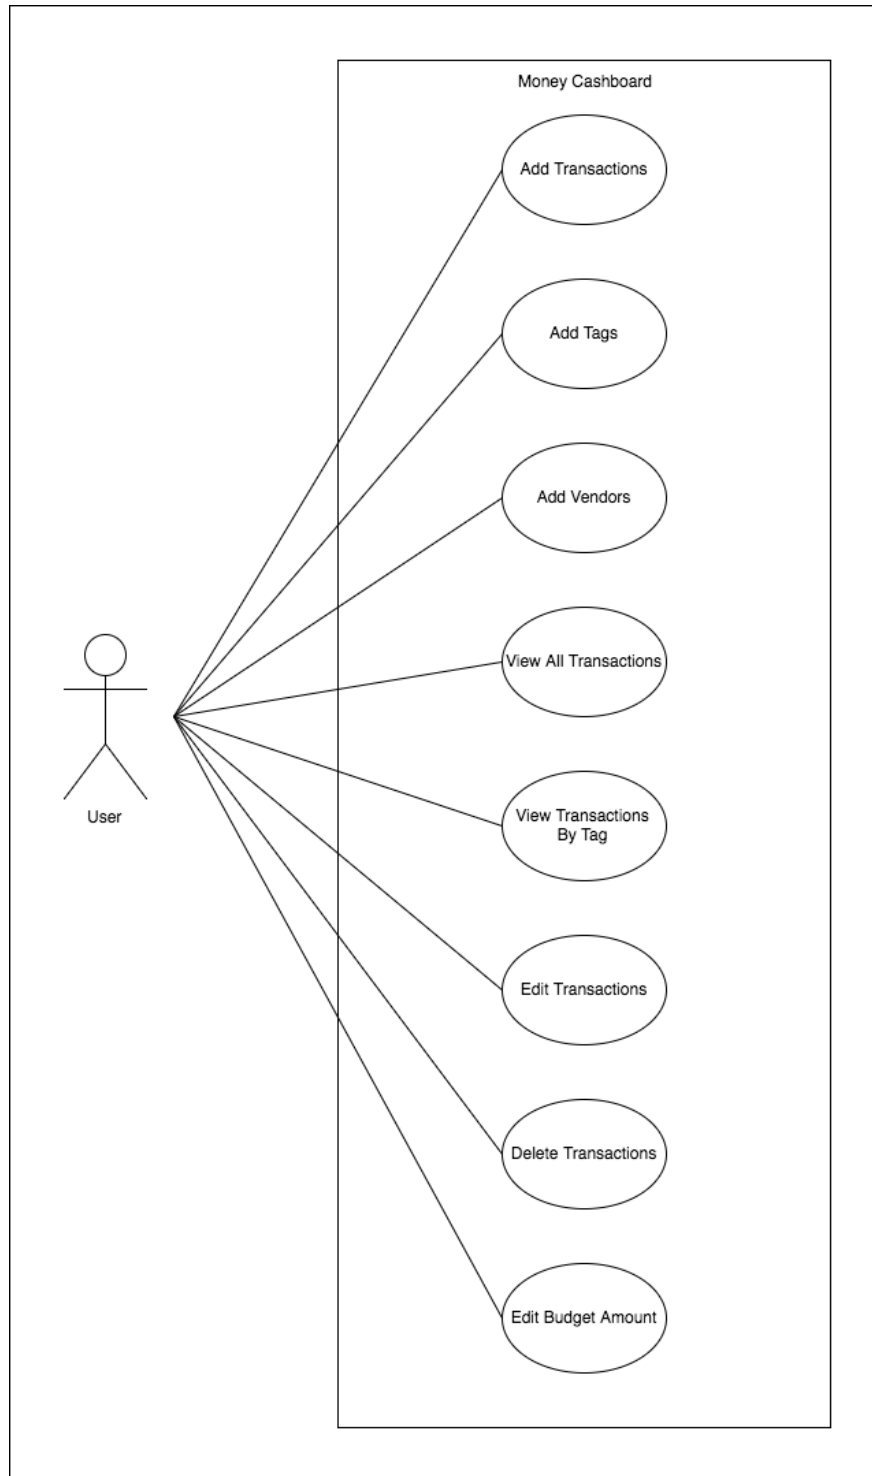 Money Cashboard
Add Transactions
Add Tags
Add Vendors
View All Transactions
User
View Transactions
By Tag
Edit Transactions
Delete Transactions
Edit Budget Amount